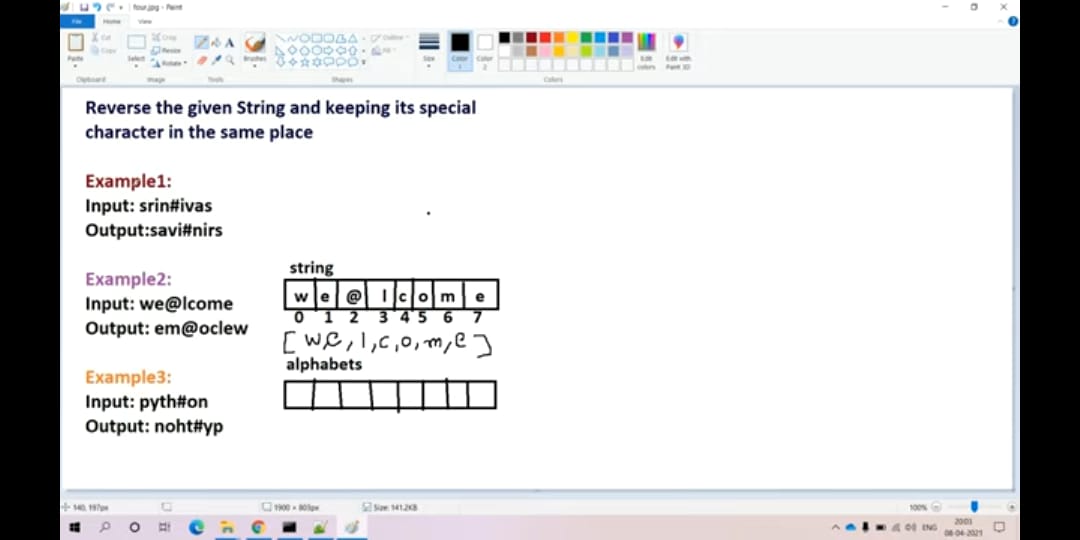 four.jpg - Paint
File Home View
Cut
Copy
Paste
Clipboard
Crop
Resize
Rotate
Select
Image
Tools
Brushes
Outline
Fill
Shapes
Size
Color 1
Color 2
Edit colors
Edit with Paint 3D
Colors
Reverse the given String and keeping its special
character in the same place
Example1:
Input: srin#ivas
Output:savi#nirs
Example2:
Input: we@lcome
Output: em@oclew
Example3:
Input: pyth#on
Output: noht#yp
string
w e @ l c o m e
0 1 2 3 4 5 6 7
[ w,e, l, c, o, m, e ]
alphabets
140, 197px
1900 × 803px
Size: 141.2KB
100%
ENG
20:03
08-04-2021